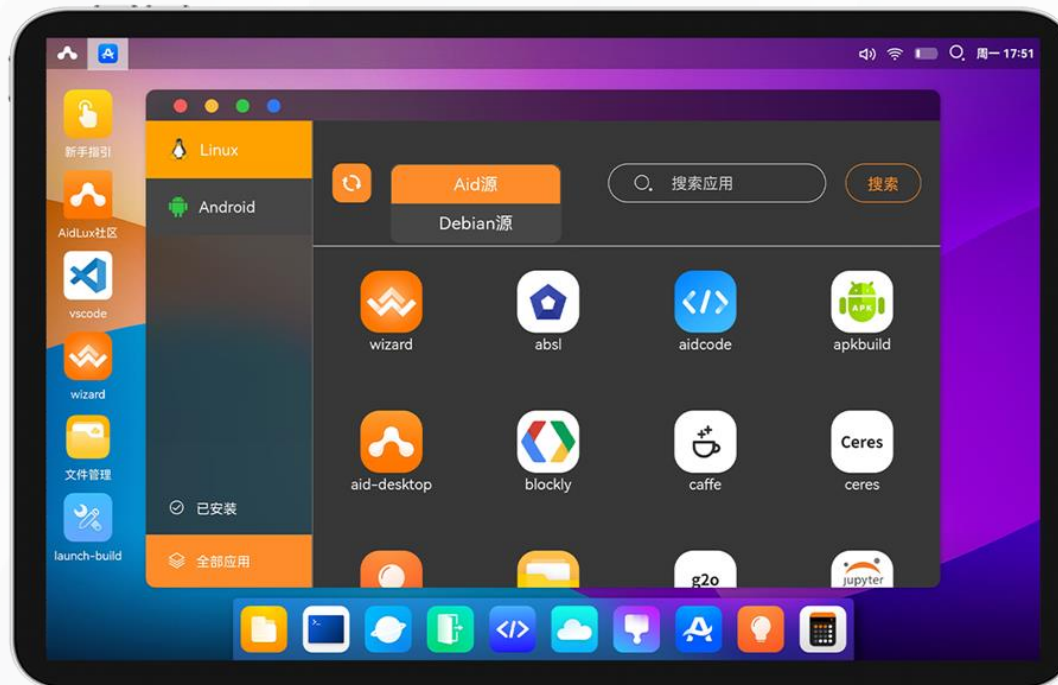 周一 17:51
新手指引
AidLux社区
vscode
wizard
文件管理
launch-build
Linux
Android
已安装
全部应用
Aid源
Debian源
搜索应用
搜索
wizard
absl
aidcode
APK
apkbuild
aid-desktop
blockly
caffe
Ceres
ceres
g2o
jupyter